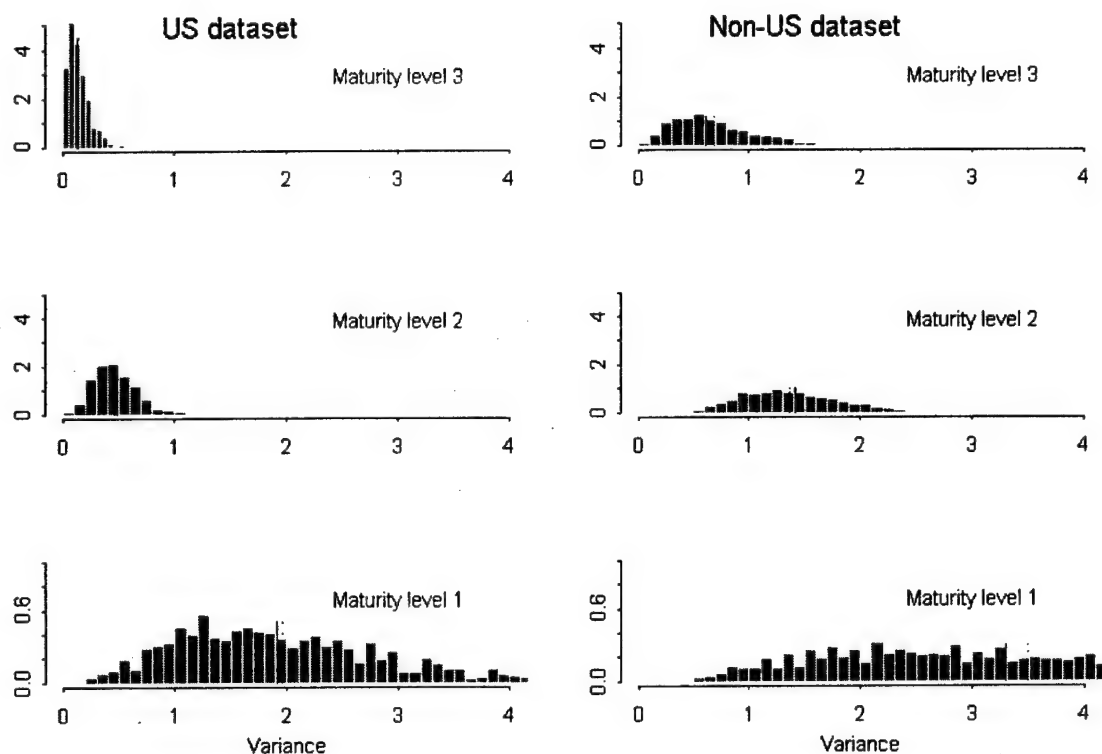 US dataset
Non-US dataset
Maturity level 3
4
2
0
0 1 2 3 4
Maturity level 3
4
2
0
0 1 2 3 4
Maturity level 2
4
2
0
0 1 2 3 4
Maturity level 2
4
2
0
0 1 2 3 4
Maturity level 1
0.6
0.0
0 1 2 3 4
Variance
Maturity level 1
0.6
0.0
0 1 2 3 4
Variance